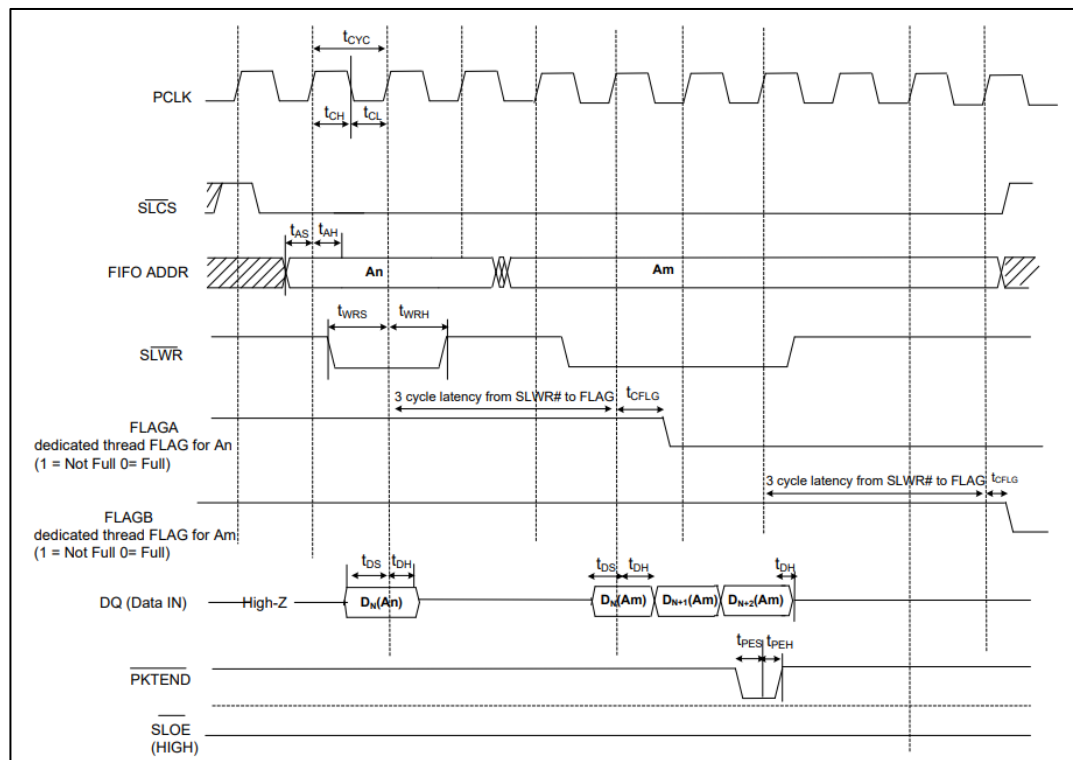 tCYC
PCLK
tCH tCL
SLCS
tAS tAH
FIFO ADDR An Am
tWRS tWRH
SLWR
3 cycle latency from SLWR# to FLAG tCFLG
FLAGA
dedicated thread FLAG for An
(1 = Not Full 0= Full)
3 cycle latency from SLWR# to FLAG tCFLG
FLAGB
dedicated thread FLAG for Am
(1 = Not Full 0= Full)
tDS tDH tDS tDH tDH
DQ (Data IN) High-Z DN(An) DN(Am) DN+1(Am) DN+2(Am)
tPES tPEH
PKTEND
SLOE
(HIGH)